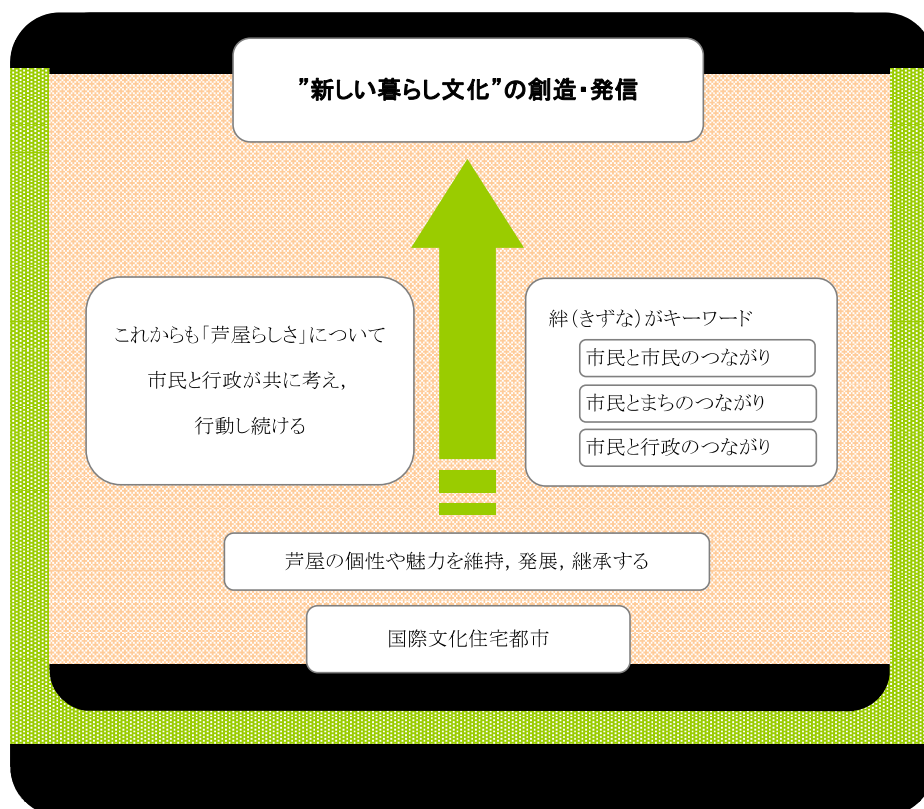 ”新しい暮らし文化”の創造・発信
これからも「芦屋らしさ」について
市民と行政が共に考え，
行動し続ける
絆（きずな）がキーワード
市民と市民のつながり
市民とまちのつながり
市民と行政のつながり
芦屋の個性や魅力を維持，発展，継承する
国際文化住宅都市